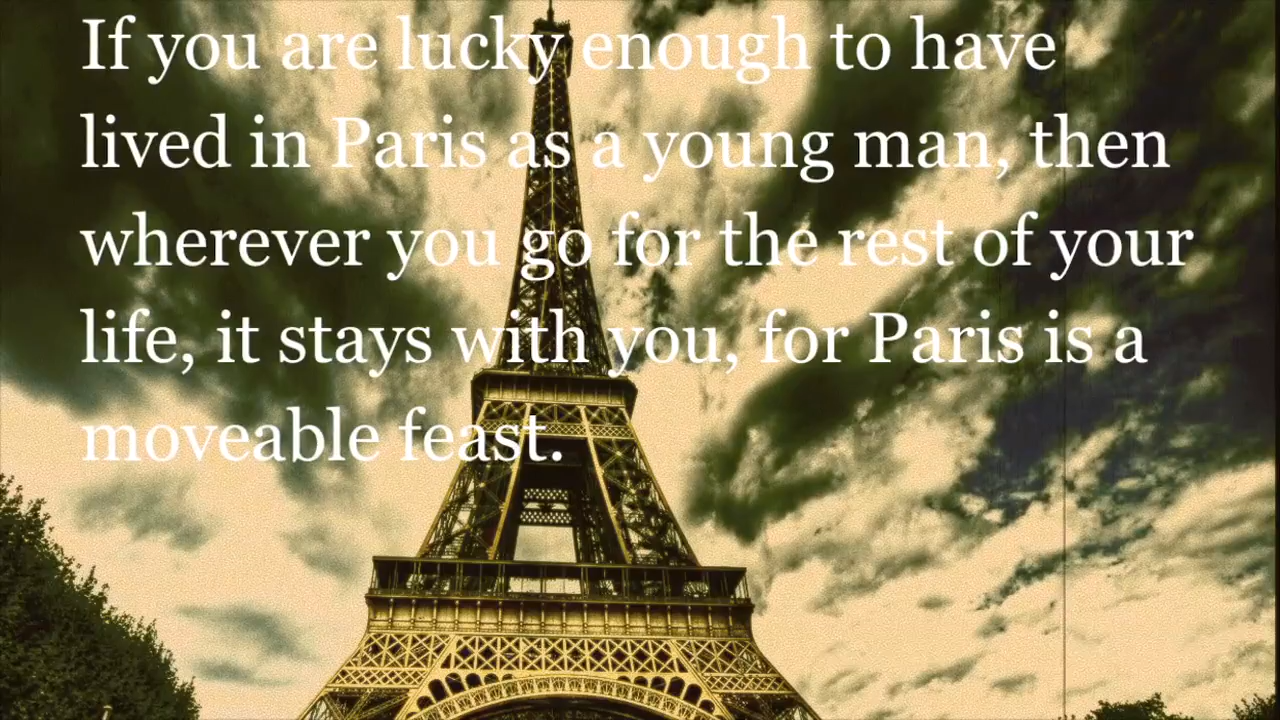 If you are lucky enough to have
lived in Paris as a young man, then
wherever you go for the rest of your
life, it stays with you, for Paris is a
moveable feast.